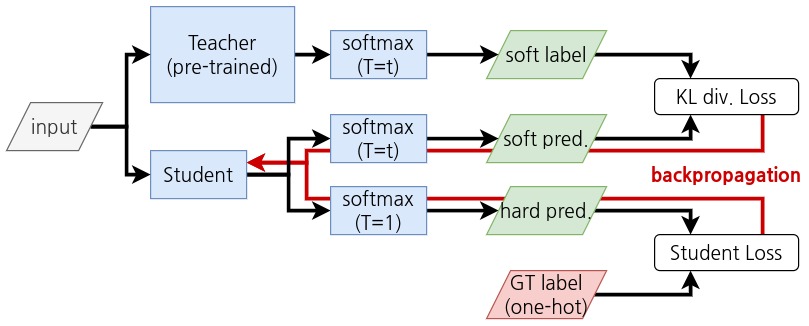 Teacher
(pre-trained)
softmax
(T=t)
soft label
KL div. Loss
input
softmax
(T=t)
soft pred.
Student
backpropagation
softmax
(T=1)
hard pred.
Student Loss
GT label
(one-hot)